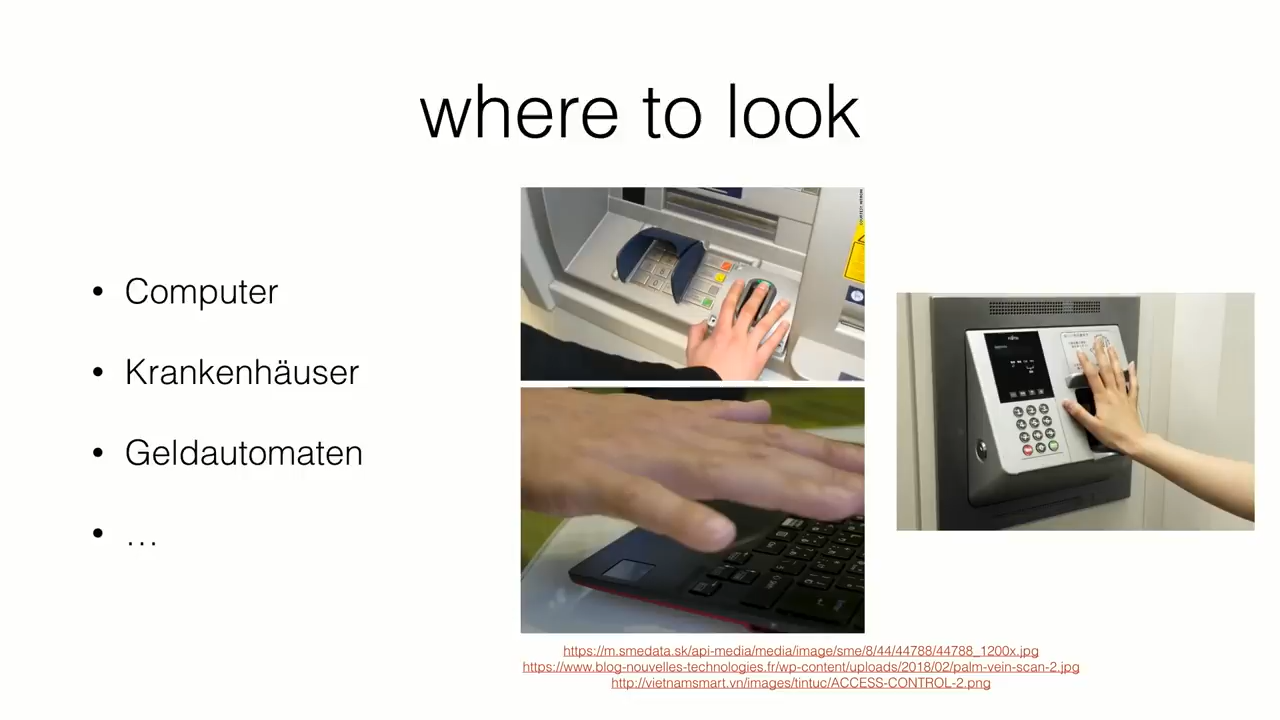 where to look
• Computer
• Krankenhäuser
• Geldautomaten
• …
https://m.smedata.sk/api-media/media/image/sme/8/44/44788/44788_1200x.jpg
https://www.blog-nouvelles-technologies.fr/wp-content/uploads/2018/02/palm-vein-scan-2.jpg
http://vietnamsmart.vn/images/tintuc/ACCESS-CONTROL-2.png